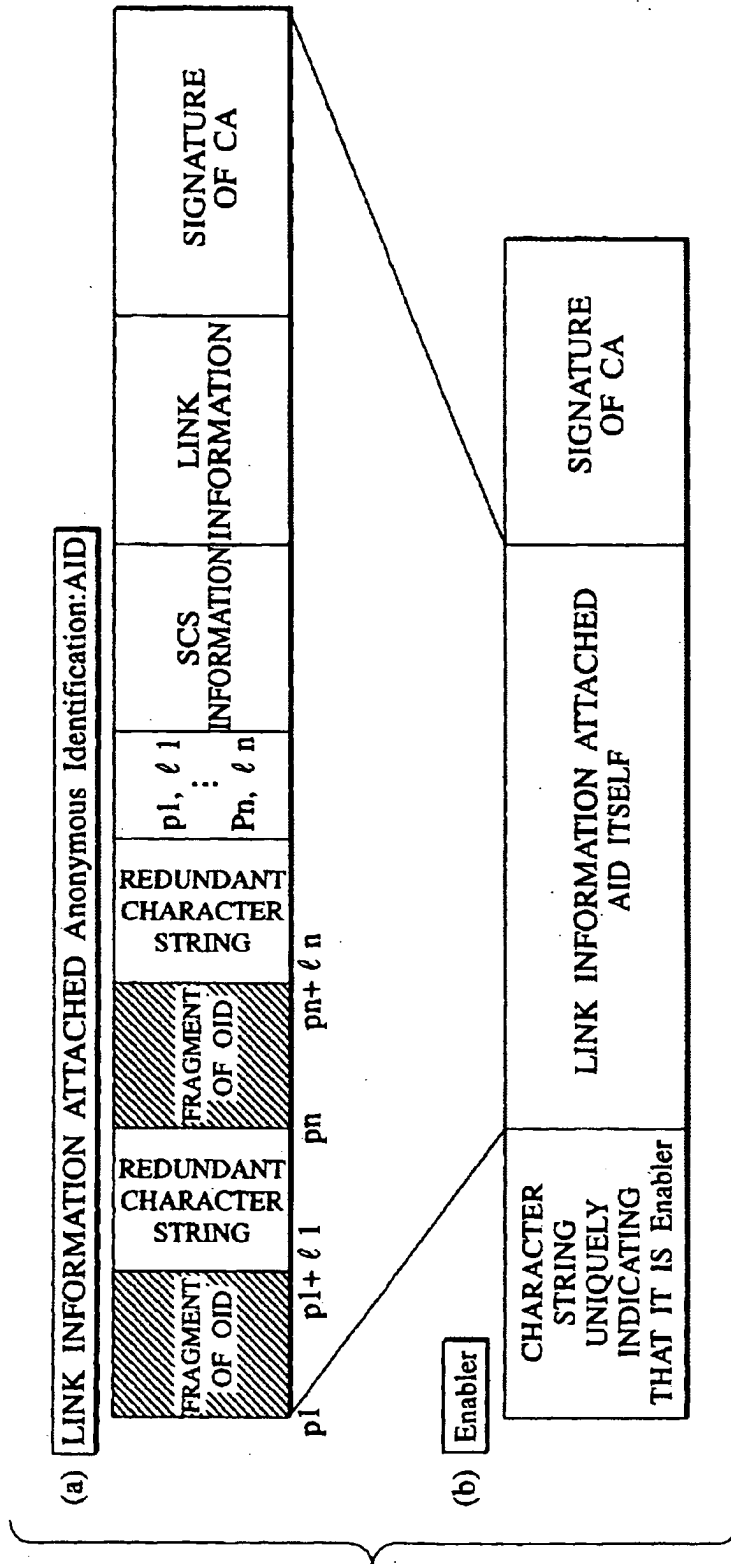 (a) LINK INFORMATION ATTACHED Anonymous Identification:AID
FRAGMENT
OF OID
REDUNDANT
CHARACTER
STRING
FRAGMENT
OF OID
REDUNDANT
CHARACTER
STRING
p1, ℓ 1
⋮
Pn, ℓ n
SCS
INFORMATION
LINK
INFORMATION
SIGNATURE
OF CA
p1
p1+ ℓ 1
pn
pn+ ℓ n
(b) Enabler
CHARACTER
STRING
UNIQUELY
INDICATING
THAT IT IS Enabler
LINK INFORMATION ATTACHED
AID ITSELF
SIGNATURE
OF CA